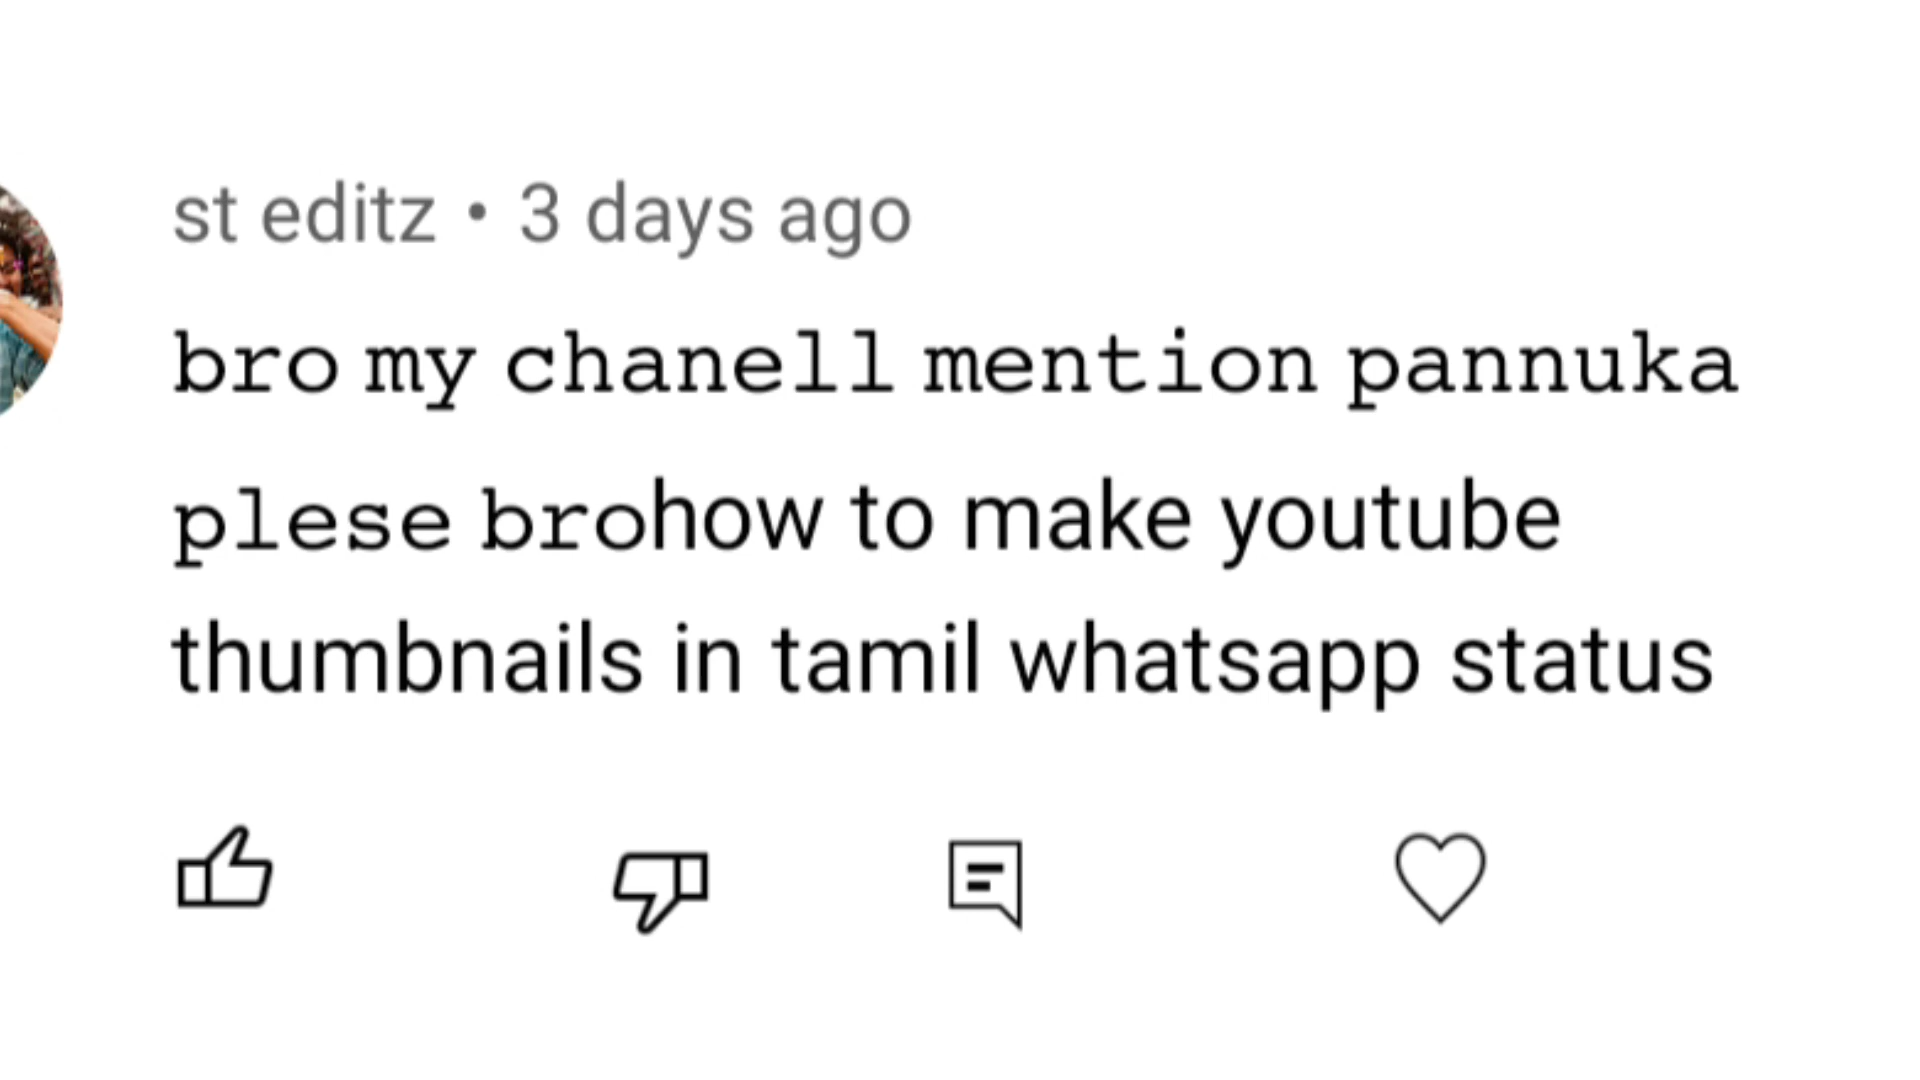 st editz • 3 days ago
bro my chanell mention pannuka
plese brohow to make youtube
thumbnails in tamil whatsapp status